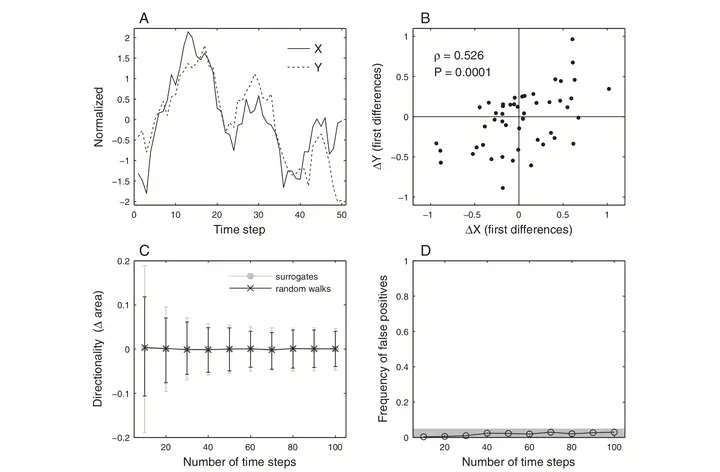 A
Normalized
2
1.5
1
0.5
0
−0.5
−1
−1.5
−2
X
Y
0 10 20 30 40 50
Time step
B
ΔY (first differences)
1
0.5
0
−0.5
−1
ρ = 0.526
P = 0.0001
−1 −0.5 0 0.5 1
ΔX (first differences)
C
Directionality (Δ area)
0.2
0.1
0
−0.1
−0.2
surrogates
random walks
20 40 60 80 100
Number of time steps
D
Frequency of false positives
1
0.8
0.6
0.4
0.2
0
20 40 60 80 100
Number of time steps